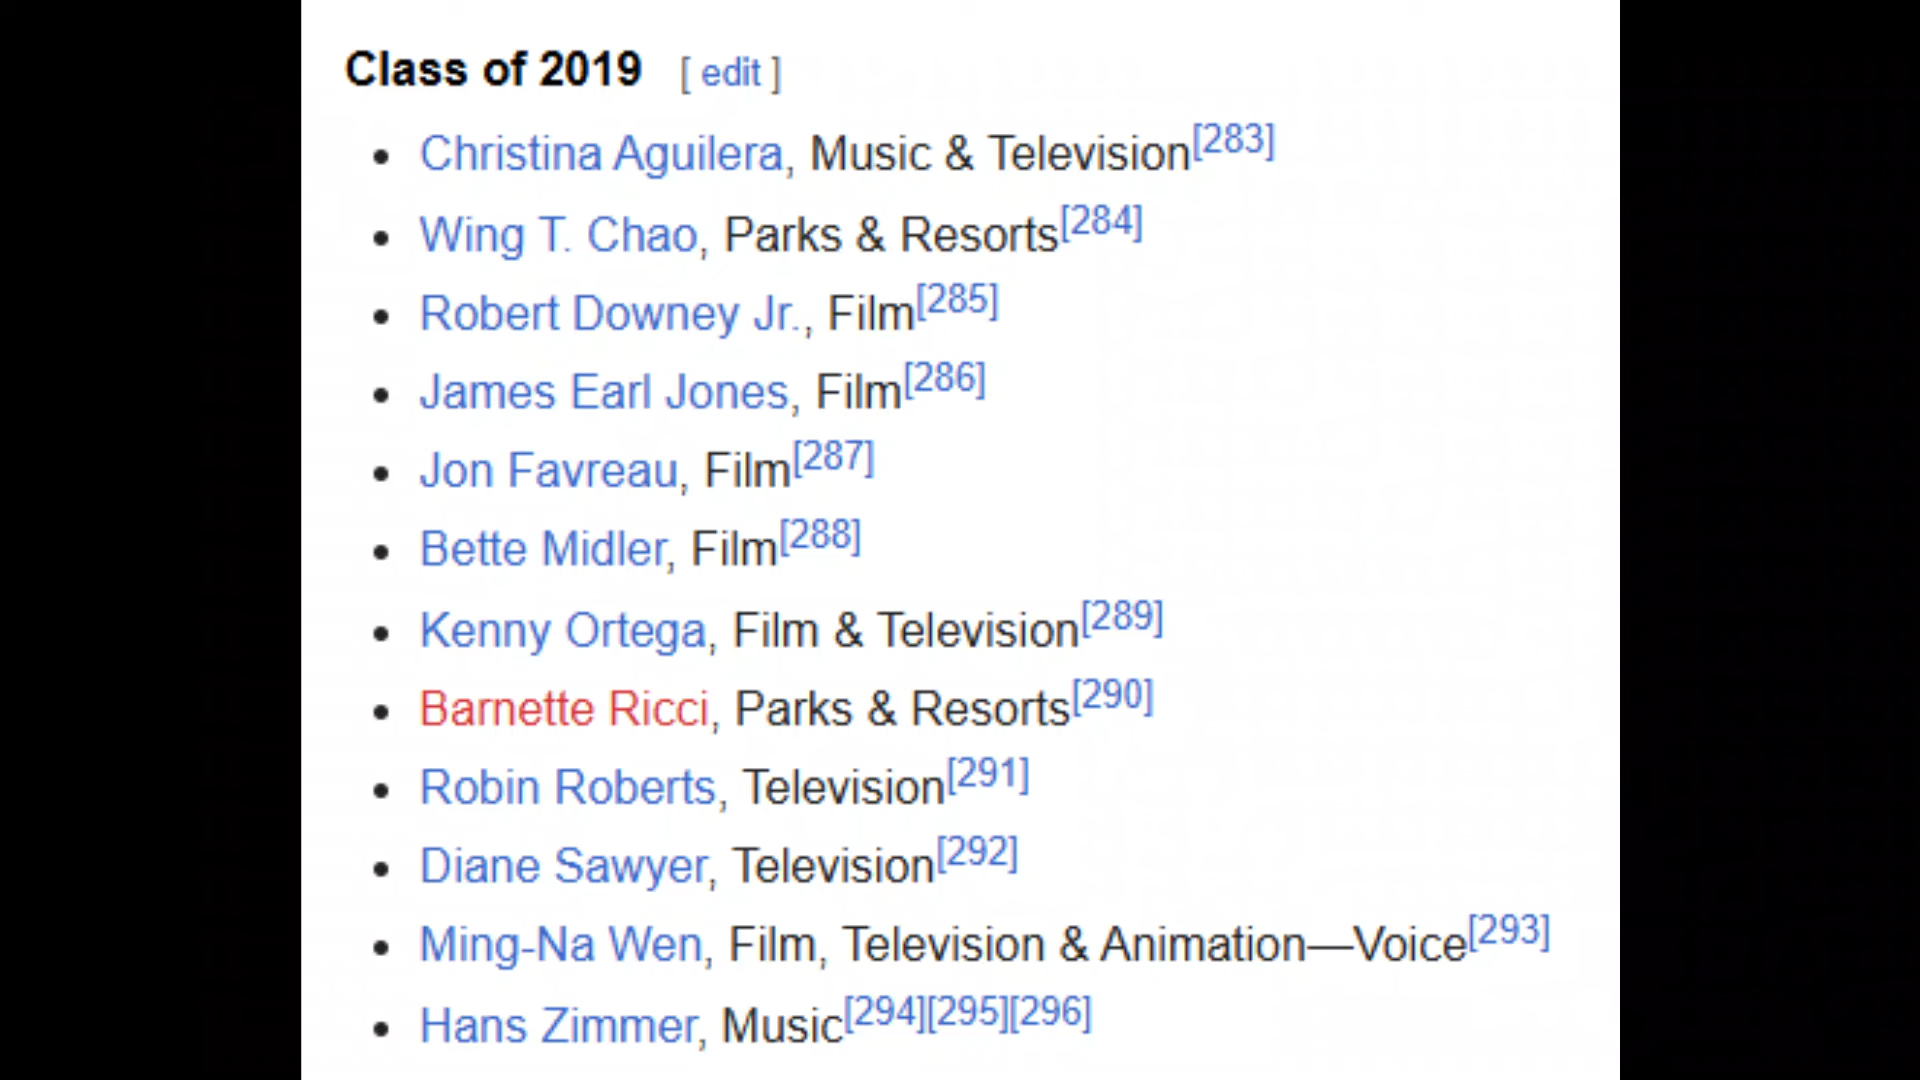 Class of 2019 [ edit ]
Christina Aguilera, Music & Television[283]
Wing T. Chao, Parks & Resorts[284]
Robert Downey Jr., Film[285]
James Earl Jones, Film[286]
Jon Favreau, Film[287]
Bette Midler, Film[288]
Kenny Ortega, Film & Television[289]
Barnette Ricci, Parks & Resorts[290]
Robin Roberts, Television[291]
Diane Sawyer, Television[292]
Ming-Na Wen, Film, Television & Animation—Voice[293]
Hans Zimmer, Music[294][295][296]